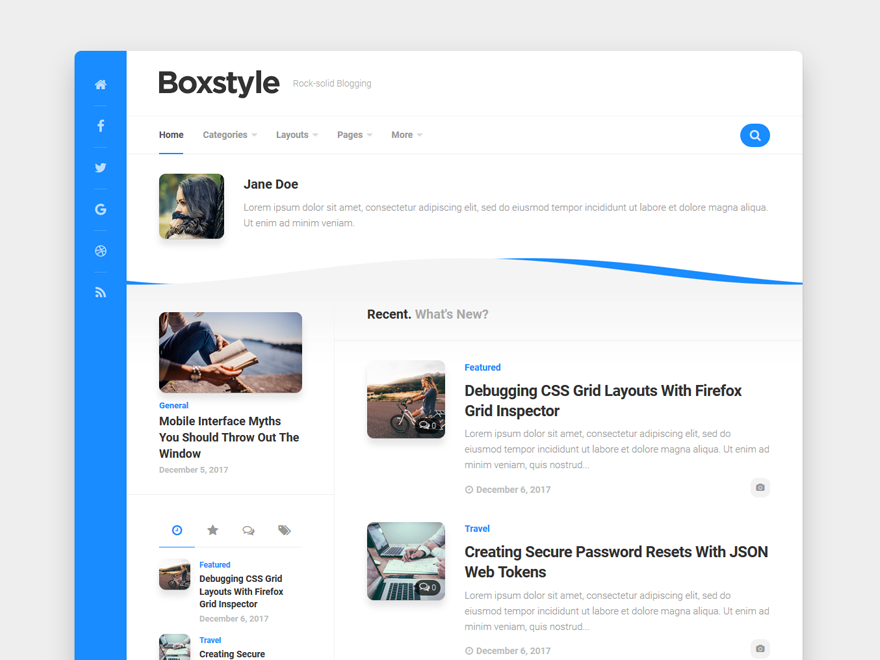 Boxstyle
Rock-solid Blogging
Home
Categories
Layouts
Pages
More
Jane Doe
Lorem ipsum dolor sit amet, consectetur adipiscing elit, sed do eiusmod tempor incididunt ut labore et dolore magna aliqua.
Ut enim ad minim veniam.
General
Mobile Interface Myths
You Should Throw Out The
Window
December 5, 2017
Featured
Debugging CSS Grid
Layouts With Firefox
Grid Inspector
December 6, 2017
Travel
Creating Secure
Recent. What's New?
0
Featured
Debugging CSS Grid Layouts With Firefox
Grid Inspector
Lorem ipsum dolor sit amet, consectetur adipiscing elit, sed do
eiusmod tempor incididunt ut labore et dolore magna aliqua. Ut enim ad
minim veniam, quis nostrud...
December 6, 2017
0
Travel
Creating Secure Password Resets With JSON
Web Tokens
Lorem ipsum dolor sit amet, consectetur adipiscing elit, sed do
eiusmod tempor incididunt ut labore et dolore magna aliqua. Ut enim ad
minim veniam, quis nostrud...
December 6, 2017